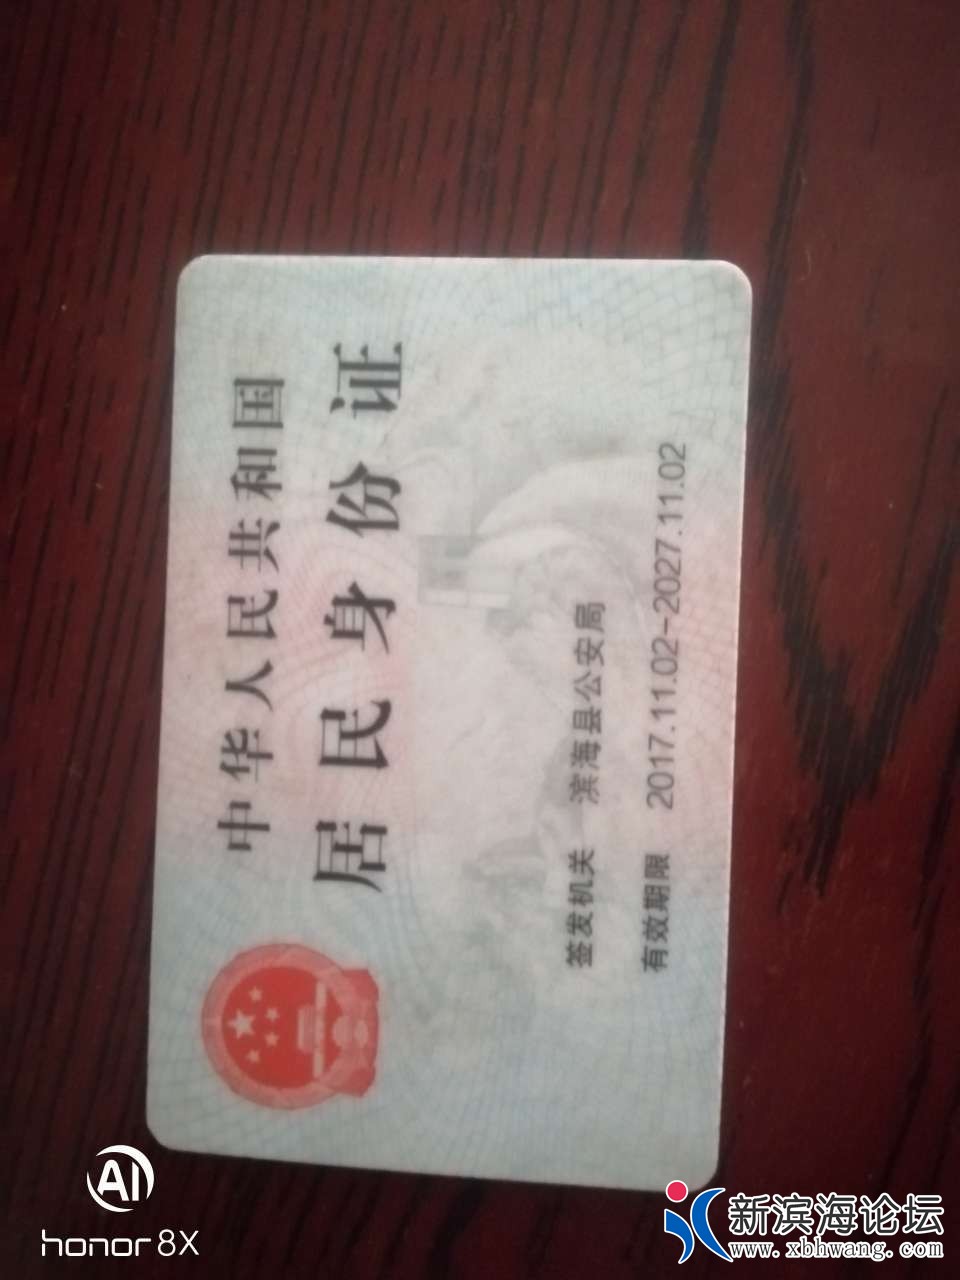 中华人民共和国
居民身份证
签发机关 滨海县公安局
有效期限 2017.11.02-2027.11.02
AI
honor 8X
新滨海论坛
www.xbhwang.com